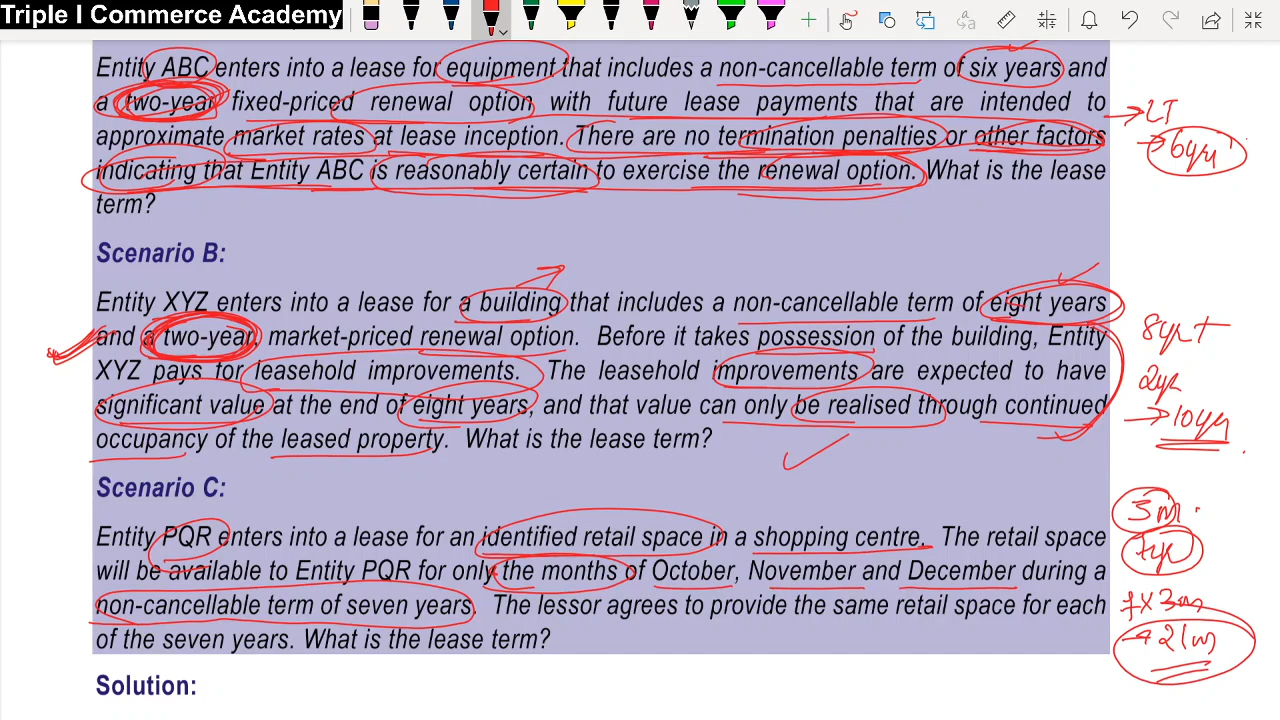 Triple I Commerce Academy
Entity ABC enters into a lease for equipment that includes a non-cancellable term of six years and
a two-year fixed-priced renewal option with future lease payments that are intended to
approximate market rates at lease inception. There are no termination penalties or other factors
indicating that Entity ABC is reasonably certain to exercise the renewal option. What is the lease
term?
LT
→ 6yr
Scenario B:
Entity XYZ enters into a lease for a building that includes a non-cancellable term of eight years
and a two-year, market-priced renewal option. Before it takes possession of the building, Entity
XYZ pays for leasehold improvements. The leasehold improvements are expected to have
significant value at the end of eight years, and that value can only be realised through continued
occupancy of the leased property. What is the lease term?
8yr +
2yr
→ 10yr
Scenario C:
Entity PQR enters into a lease for an identified retail space in a shopping centre. The retail space
will be available to Entity PQR for only the months of October, November and December during a
non-cancellable term of seven years. The lessor agrees to provide the same retail space for each
of the seven years. What is the lease term?
3m
7yr
7 x 3m
→ 21m
Solution: